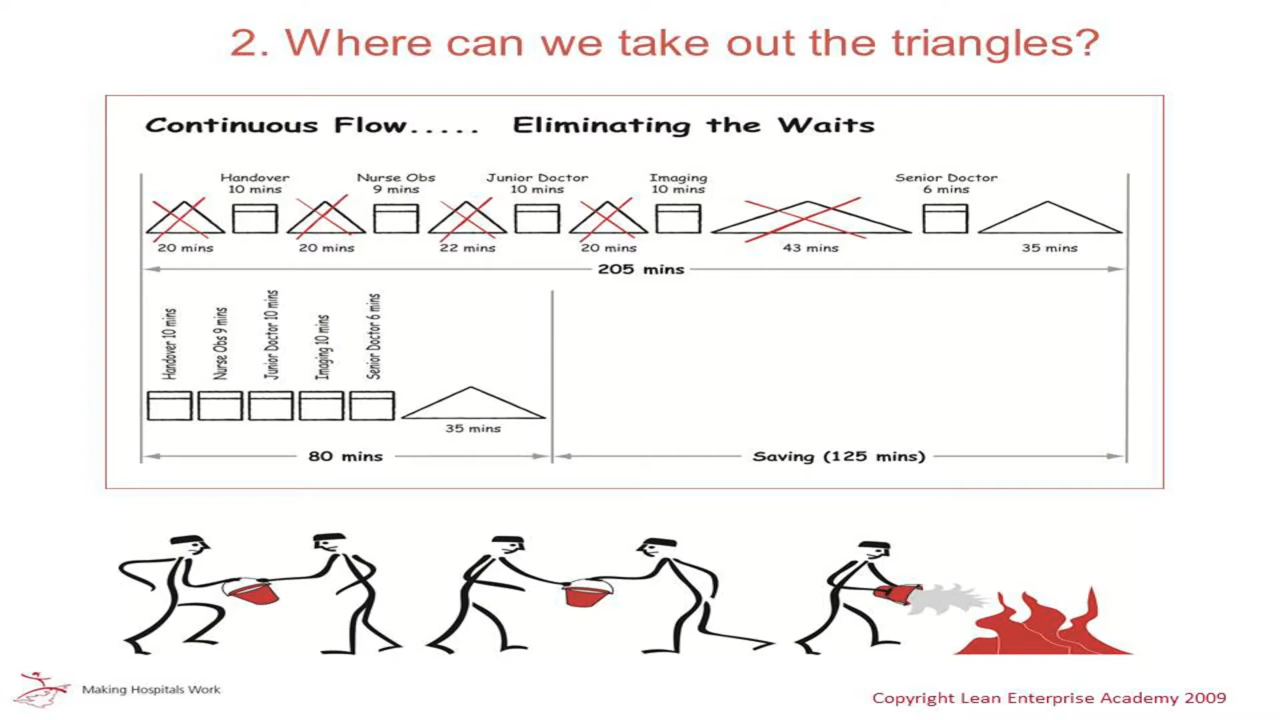 2. Where can we take out the triangles?
Continuous Flow..... Eliminating the Waits
Handover Nurse Obs Junior Doctor Imaging Senior Doctor
10 mins 9 mins 10 mins 10 mins 6 mins
20 mins 20 mins 22 mins 20 mins 43 mins 35 mins
205 mins
Handover 10 mins
Nurse Obs 9 mins
Junior Doctor 10 mins
Imaging 10 mins
Senior Doctor 6 mins
35 mins
80 mins Saving (125 mins)
Making Hospitals Work
Copyright Lean Enterprise Academy 2009